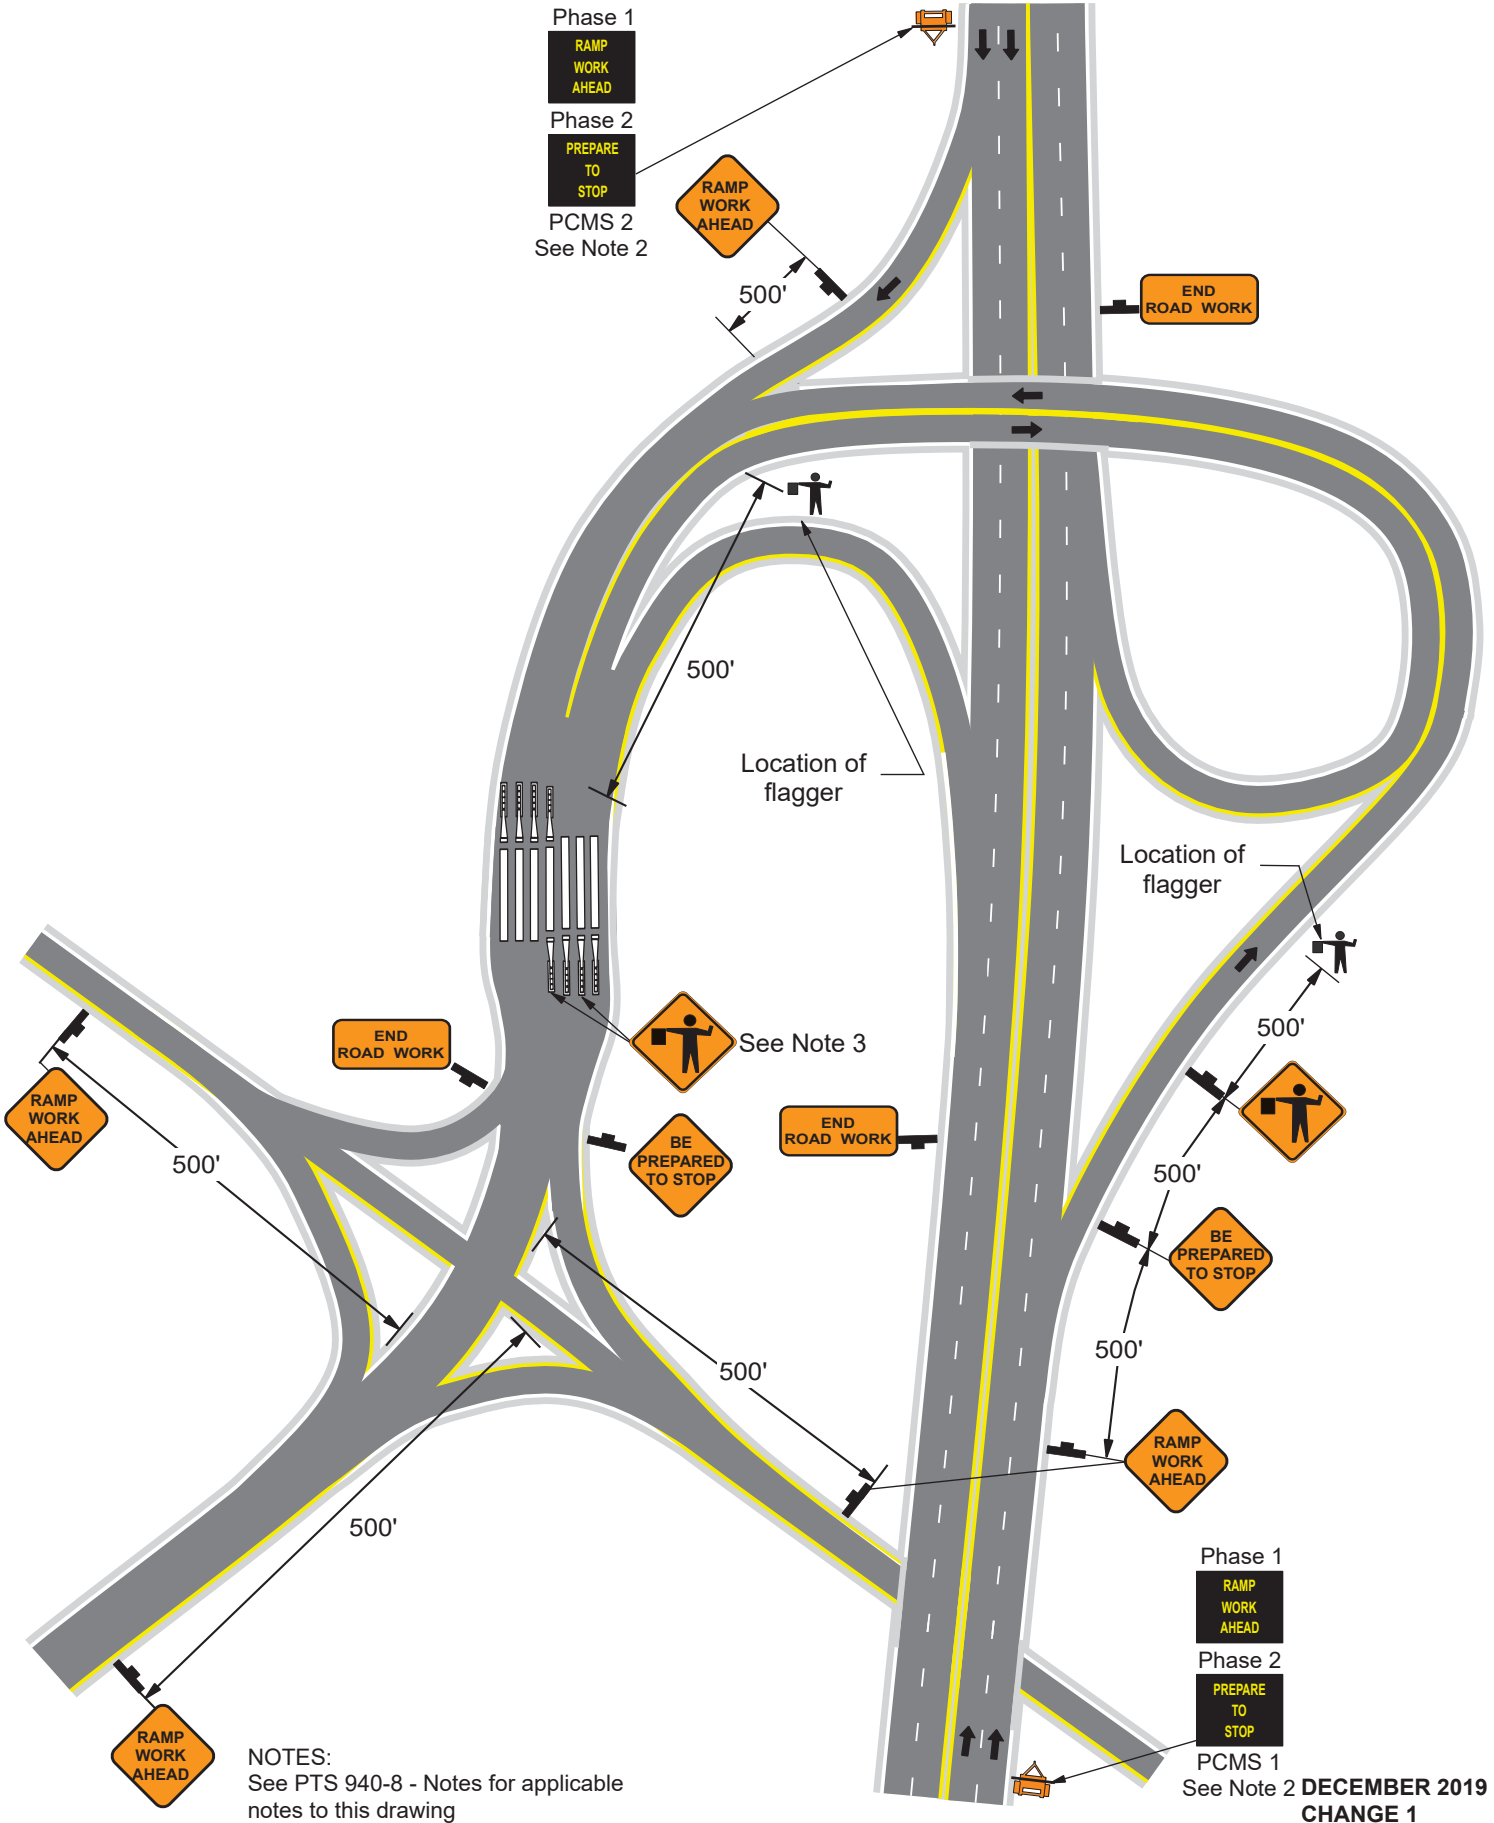 Phase 1
RAMP
WORK
AHEAD
Phase 2
PREPARE
TO
STOP
PCMS 2
See Note 2
RAMP
WORK
AHEAD
500'
END
ROAD WORK
500'
Location of
flagger
Location of
flagger
500'
END
ROAD WORK
See Note 3
RAMP
WORK
AHEAD
500'
BE
PREPARED
TO STOP
END
ROAD WORK
500'
BE
PREPARED
TO STOP
500'
500'
RAMP
WORK
AHEAD
500'
Phase 1
RAMP
WORK
AHEAD
Phase 2
PREPARE
TO
STOP
PCMS 1
See Note 2
RAMP
WORK
AHEAD
NOTES:
See PTS 940-8 - Notes for applicable
notes to this drawing
DECEMBER 2019
CHANGE 1